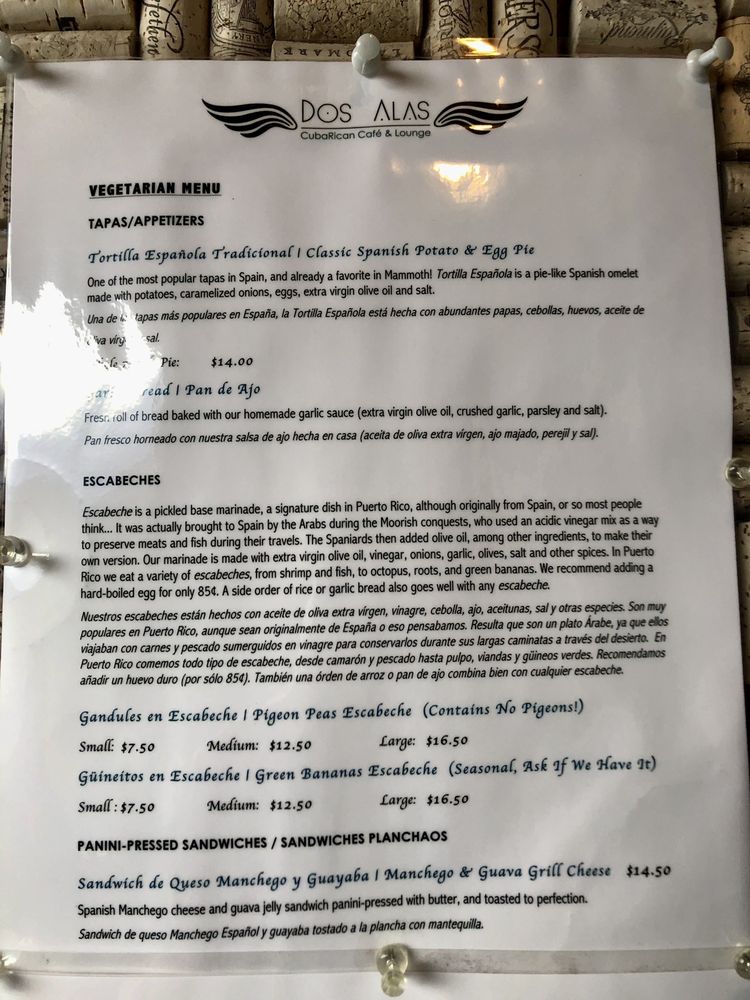 DOS ALAS
CubaRican Café & Lounge
VEGETARIAN MENU
TAPAS/APPETIZERS
Tortilla Española Tradicional | Classic Spanish Potato & Egg Pie
One of the most popular tapas in Spain, and already a favorite in Mammoth! Tortilla Española is a pie-like Spanish omelet
made with potatoes, caramelized onions, eggs, extra virgin olive oil and salt.
Una de tapas más populares en España, la Tortilla Española está hecha con abundantes papas, cebollas, huevos, aceite de
sal.
Pie: $14.00
| Pan de Ajo
Fresh roll of bread baked with our homemade garlic sauce (extra virgin olive oil, crushed garlic, parsley and salt).
Pan fresco horneado con nuestra salsa de ajo hecha en casa (aceita de oliva extra virgen, ajo majado, perejil y sal).
ESCABECHES
Escabeche is a pickled base marinade, a signature dish in Puerto Rico, although originally from Spain, or so most people
think... It was actually brought to Spain by the Arabs during the Moorish conquests, who used an acidic vinegar mix as a way
to preserve meats and fish during their travels. The Spaniards then added olive oil, among other ingredients, to make their
own version. Our marinade is made with extra virgin olive oil, vinegar, onions, garlic, olives, salt and other spices. In Puerto
Rico we eat a variety of escabeches, from shrimp and fish, to octopus, roots, and green bananas. We recommend adding a
hard-boiled egg for only 85¢. A side order of rice or garlic bread also goes well with any escabeche.
Nuestros escabeches están hechos con aceite de oliva extra vírgen, vinagre, cebolla, ajo, aceitunas, sal y otras especies. Son muy
populares en Puerto Rico, aunque sean originalmente de España o eso pensabamos. Resulta que son un plato Árabe, ya que ellos
viajaban con carnes y pescado sumerguidos en vinagre para conservarlos durante sus largas caminatas a través del desierto. En
Puerto Rico comemos todo tipo de escabeche, desde camarón y pescado hasta pulpo, viandas y güineos verdes. Recomendamos
añadir un huevo duro (por sólo 85¢). También una órden de arroz o pan de ajo combina bien con cualquier escabeche.
Gandules en Escabeche | Pigeon Peas Escabeche (Contains No Pigeons!)
Small: $7.50 Medium: $12.50 Large: $16.50
Güineitos en Escabeche | Green Bananas Escabeche (Seasonal, Ask If We Have It)
Small : $7.50 Medium: $12.50 Large: $16.50
PANINI-PRESSED SANDWICHES / SANDWICHES PLANCHAOS
Sandwich de Queso Manchego y Guayaba | Manchego & Guava Grill Cheese $14.50
Spanish Manchego cheese and guava jelly sandwich panini-pressed with butter, and toasted to perfection.
Sandwich de queso Manchego Español y guayaba tostado a la plancha con mantequilla.